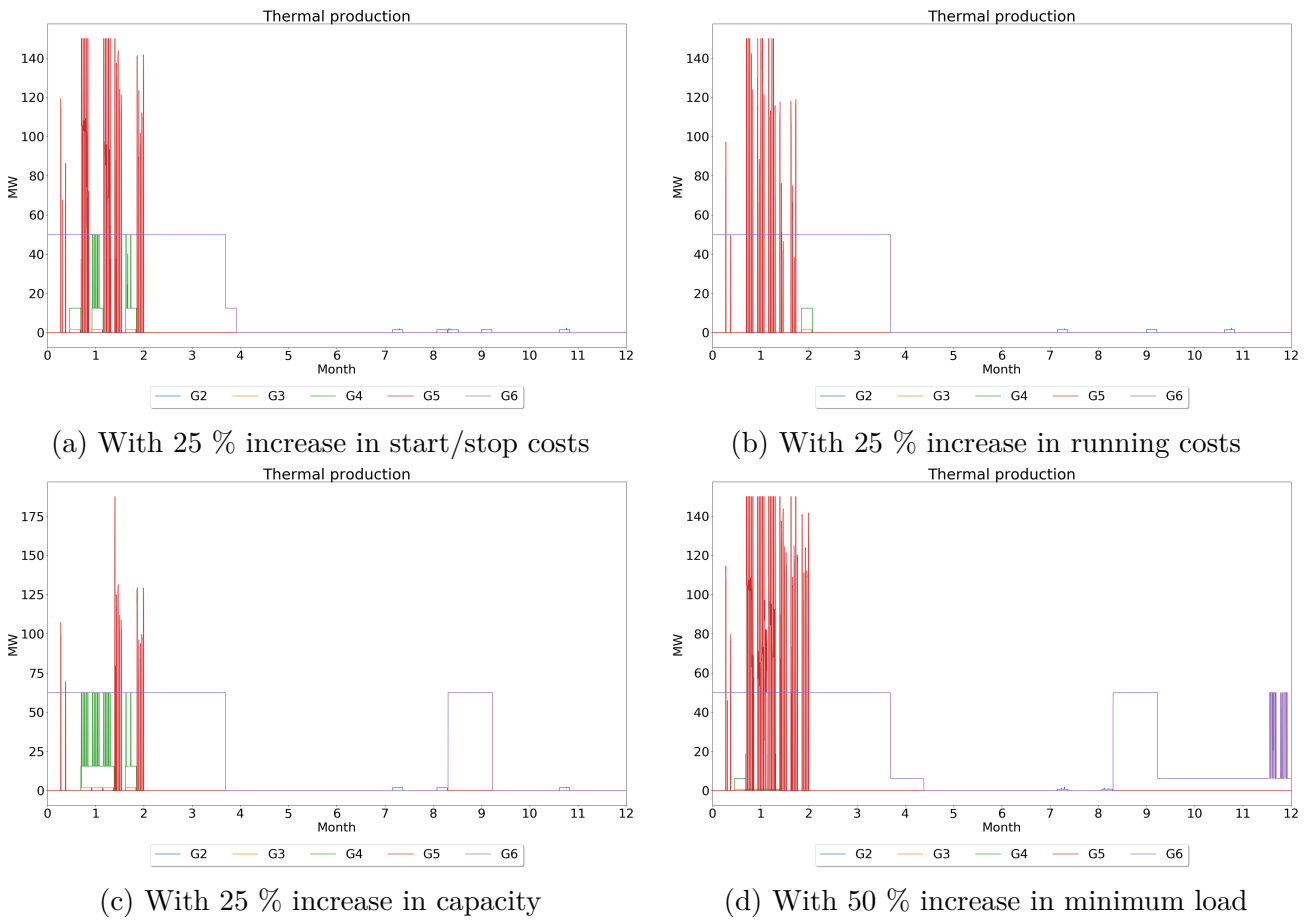 Thermal production
140
120
100
80
60
40
20
0
MW
0 1 2 3 4 5 6 7 8 9 10 11 12
Month
G2 G3 G4 G5 G6
(a) With 25 % increase in start/stop costs
Thermal production
140
120
100
80
60
40
20
0
MW
0 1 2 3 4 5 6 7 8 9 10 11 12
Month
G2 G3 G4 G5 G6
(b) With 25 % increase in running costs
Thermal production
175
150
125
100
75
50
25
0
MW
0 1 2 3 4 5 6 7 8 9 10 11 12
Month
G2 G3 G4 G5 G6
(c) With 25 % increase in capacity
Thermal production
140
120
100
80
60
40
20
0
MW
0 1 2 3 4 5 6 7 8 9 10 11 12
Month
G2 G3 G4 G5 G6
(d) With 50 % increase in minimum load